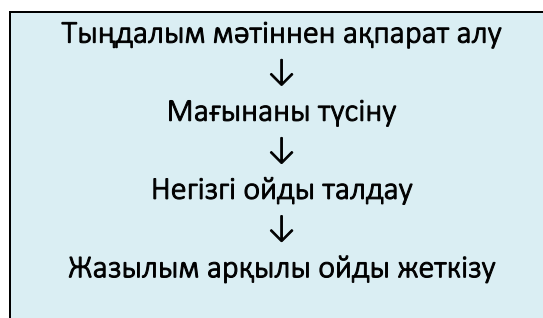 Тыңдалым мәтіннен ақпарат алу
↓
Мағынаны түсіну
↓
Негізгі ойды талдау
↓
Жазылым арқылы ойды жеткізу